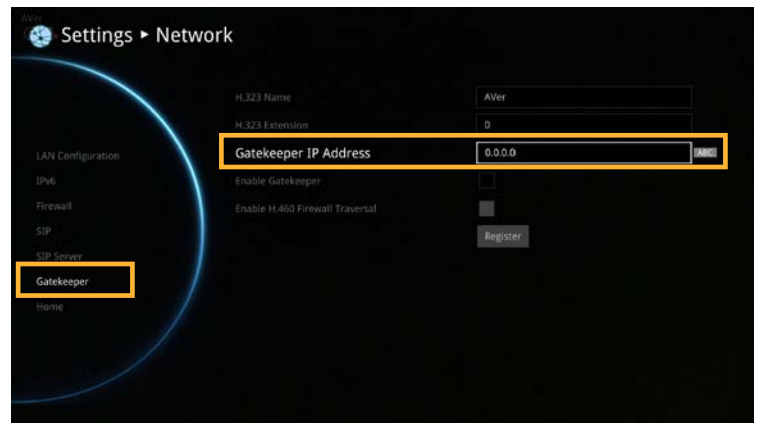 AVer
Settings ▸ Network
H.323 Name
AVer
H.323 Extension
0
Gatekeeper IP Address
0.0.0.0
ABC
Enable Gatekeeper
Enable H.460 Firewall Traversal
Register
LAN Configuration
IPv6
Firewall
SIP
SIP Server
Gatekeeper
Home